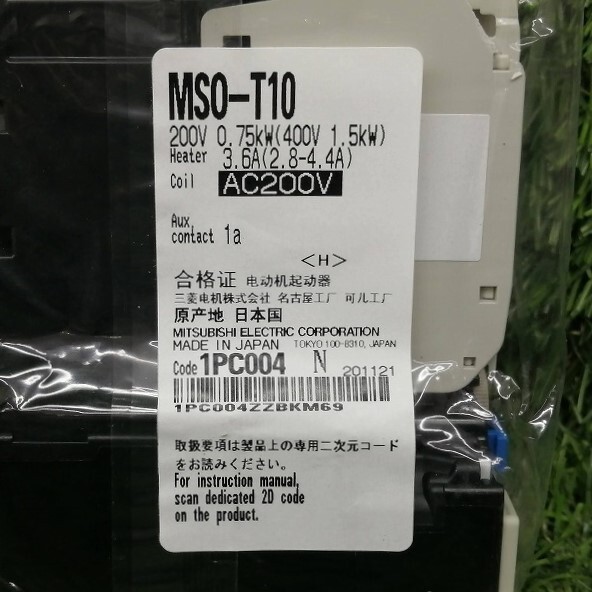 MSO-T10
200V 0.75kW(400V 1.5kW)
Heater 3.6A(2.8-4.4A)
Coil AC200V
Aux.
contact 1a
<H>
合格证 电动机起动器
三菱电机株式会社 名古屋工厂 可儿工厂
原产地 日本国
MITSUBISHI ELECTRIC CORPORATION
MADE IN JAPAN TOKYO 100-8310, JAPAN
Code 1PC004 N 201121
1PC004ZZBKM69
取扱要項は製品上の専用二次元コード
をお読みください。
For instruction manual,
scan dedicated 2D code
on the product.